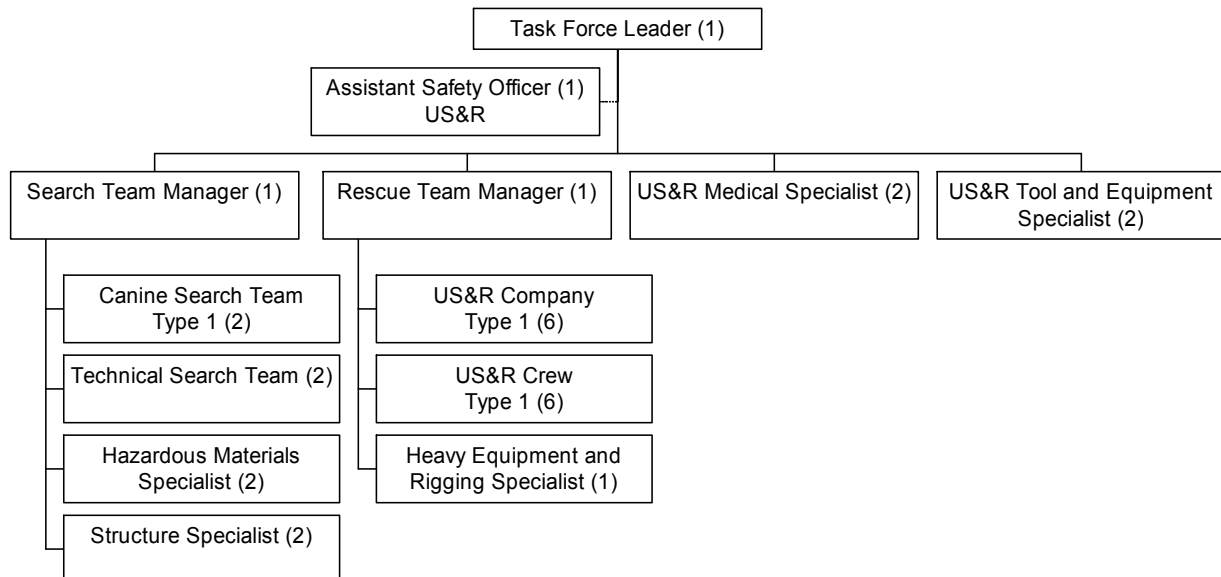 Task Force Leader (1)
Assistant Safety Officer (1)
US&R
Search Team Manager (1)
Rescue Team Manager (1)
US&R Medical Specialist (2)
US&R Tool and Equipment
Specialist (2)
Canine Search Team
Type 1 (2)
Technical Search Team (2)
Hazardous Materials
Specialist (2)
Structure Specialist (2)
US&R Company
Type 1 (6)
US&R Crew
Type 1 (6)
Heavy Equipment and
Rigging Specialist (1)